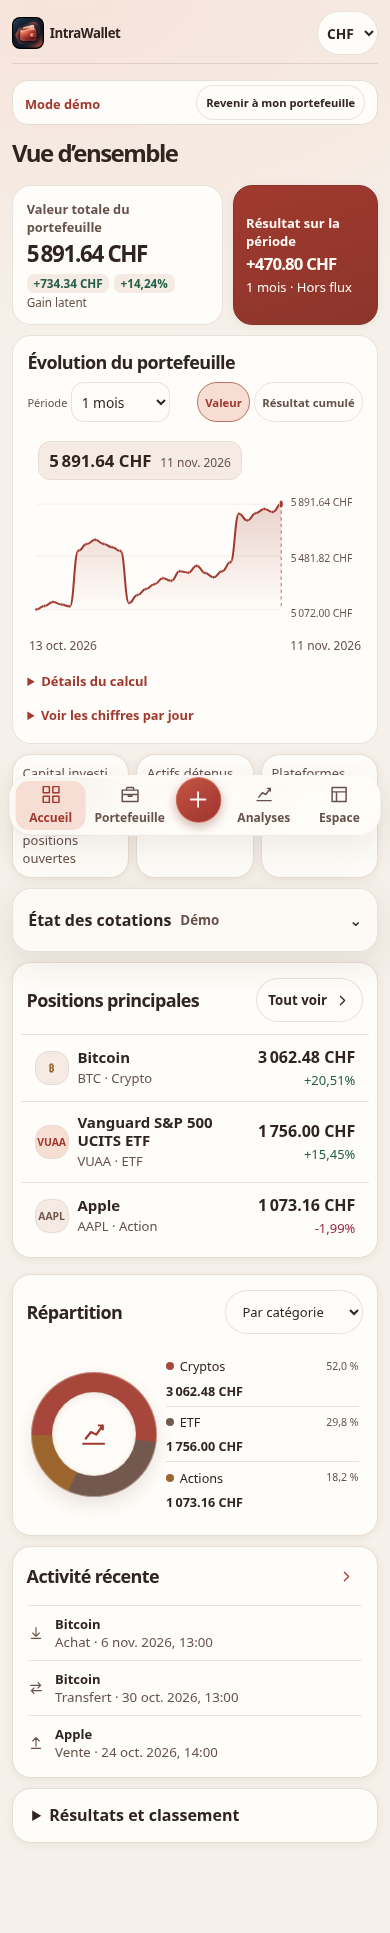 IntraWallet
CHF
Mode démo
Revenir à mon portefeuille
Vue d’ensemble
Valeur totale du
portefeuille
5 891.64 CHF
+734.34 CHF
+14,24%
Gain latent
Résultat sur la
période
+470.80 CHF
1 mois · Hors flux
Évolution du portefeuille
Période
1 mois
Valeur
Résultat cumulé
5 891.64 CHF 11 nov. 2026
5 891.64 CHF
5 481.82 CHF
5 072.00 CHF
13 oct. 2026
11 nov. 2026
Détails du calcul
Voir les chiffres par jour
Capital investi
Actifs détenus
Plateformes
Accueil
Portefeuille
Analyses
Espace
positions
ouvertes
État des cotations Démo
Positions principales
Tout voir
Bitcoin
BTC · Crypto
3 062.48 CHF
+20,51%
VUAA
Vanguard S&P 500
UCITS ETF
VUAA · ETF
1 756.00 CHF
+15,45%
AAPL
Apple
AAPL · Action
1 073.16 CHF
-1,99%
Répartition
Par catégorie
Cryptos 52,0 %
3 062.48 CHF
ETF 29,8 %
1 756.00 CHF
Actions 18,2 %
1 073.16 CHF
Activité récente
Bitcoin
Achat · 6 nov. 2026, 13:00
Bitcoin
Transfert · 30 oct. 2026, 13:00
Apple
Vente · 24 oct. 2026, 14:00
Résultats et classement